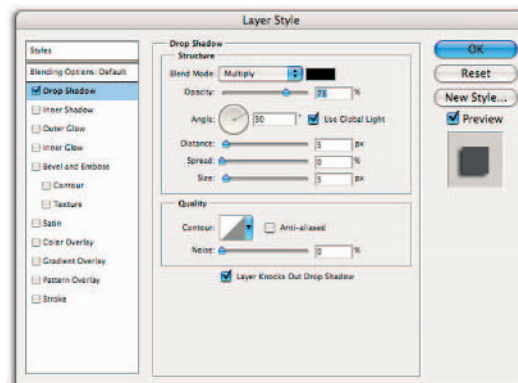 Layer Style
Styles
Blending Options: Default
Drop Shadow
Inner Shadow
Outer Glow
Inner Glow
Bevel and Emboss
Contour
Texture
Satin
Color Overlay
Gradient Overlay
Pattern Overlay
Stroke
Drop Shadow
Structure
Blend Mode: Multiply
Opacity: 75 %
Angle: 30 ° Use Global Light
Distance: 5 px
Spread: 0 %
Size: 5 px
Quality
Contour: Anti-aliased
Noise: 0 %
Layer Knocks Out Drop Shadow
OK
Reset
New Style...
Preview